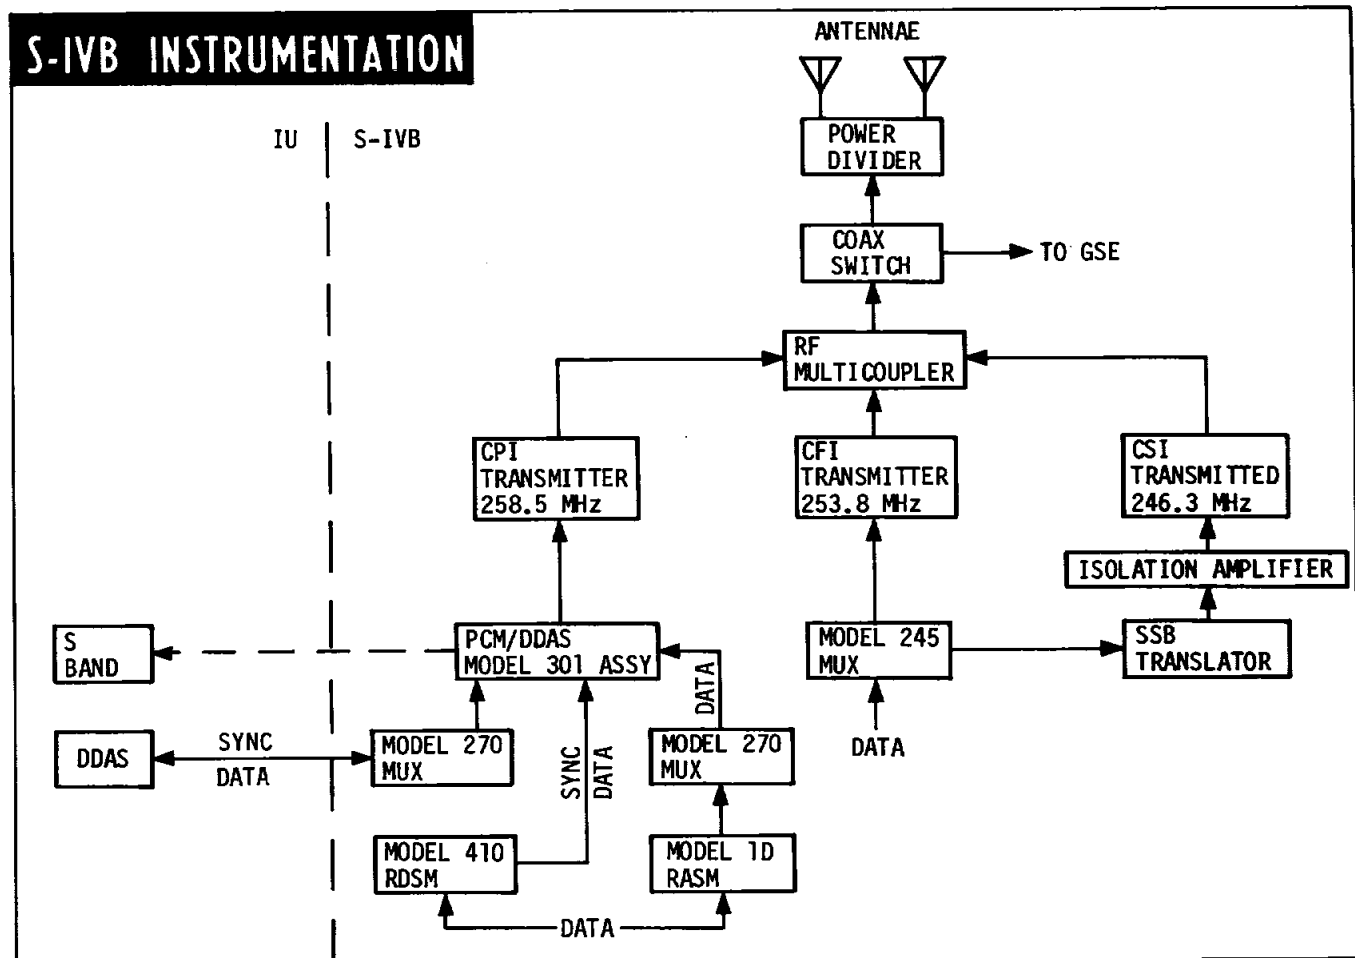 S-IVB INSTRUMENTATION
ANTENNAE
IU
S-IVB
POWER
DIVIDER
COAX
SWITCH
TO GSE
RF
MULTICOUPLER
CPI
TRANSMITTER
258.5 MHz
CFI
TRANSMITTER
253.8 MHz
CSI
TRANSMITTED
246.3 MHz
ISOLATION AMPLIFIER
S
BAND
PCM/DDAS
MODEL 301 ASSY
MODEL 245
MUX
SSB
TRANSLATOR
DATA
DDAS
SYNC
DATA
MODEL 270
MUX
SYNC
DATA
MODEL 270
MUX
DATA
MODEL 410
RDSM
MODEL 1D
RASM
DATA